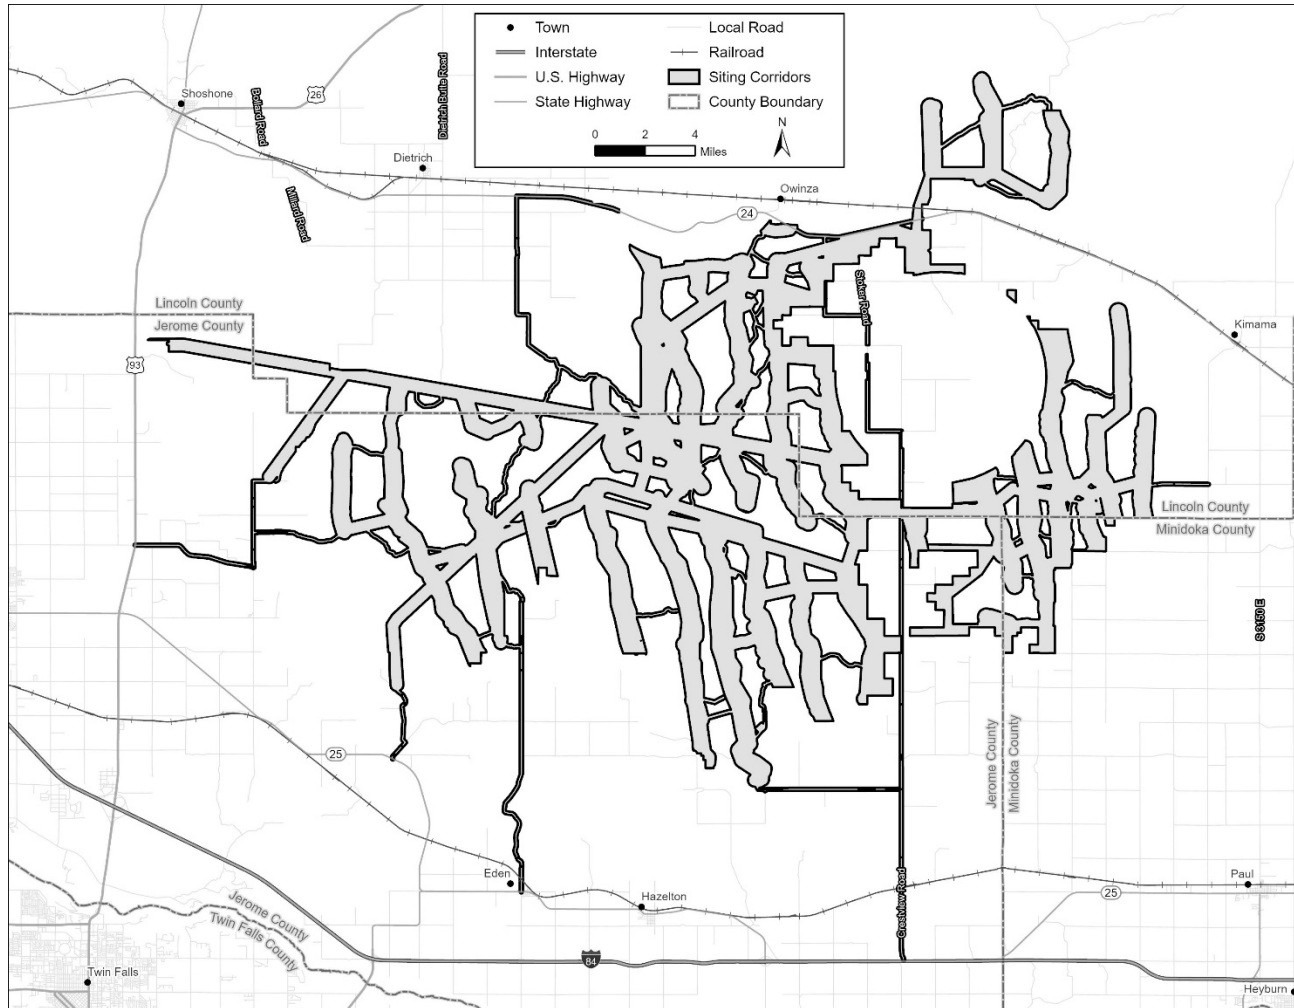 Town
Interstate
U.S. Highway
State Highway
Local Road
Railroad
Siting Corridors
County Boundary
0 2 4
Miles
N
Shoshone
26
Bollard Road
Dietrich Butte Road
Dietrich
Millard Road
Owinza
24
Stoker Road
Kimama
Lincoln County
Jerome County
93
Lincoln County
Minidoka County
S 3150 E
25
Jerome County
Minidoka County
Eden
Hazelton
Crestview Road
Paul
25
Jerome County
Twin Falls County
84
Twin Falls
Heyburn